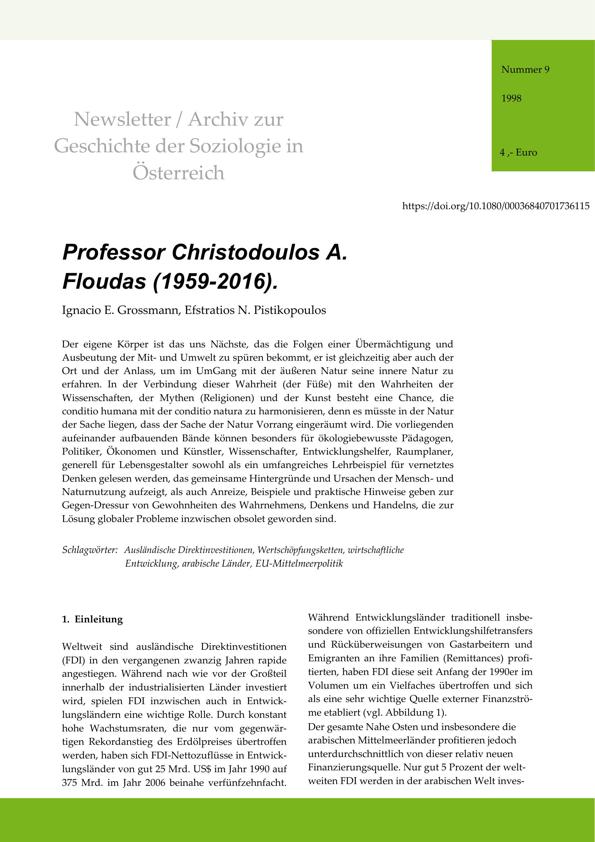 Nummer 9
1998
4 ,- Euro
Newsletter / Archiv zur
Geschichte der Soziologie in
Österreich
https://doi.org/10.1080/00036840701736115
Professor Christodoulos A.
Floudas (1959-2016).
Ignacio E. Grossmann, Efstratios N. Pistikopoulos
Der eigene Körper ist das uns Nächste, das die Folgen einer Übermächtigung und
Ausbeutung der Mit- und Umwelt zu spüren bekommt, er ist gleichzeitig aber auch der
Ort und der Anlass, um im UmGang mit der äußeren Natur seine innere Natur zu
erfahren. In der Verbindung dieser Wahrheit (der Füße) mit den Wahrheiten der
Wissenschaften, der Mythen (Religionen) und der Kunst besteht eine Chance, die
conditio humana mit der conditio natura zu harmonisieren, denn es müsste in der Natur
der Sache liegen, dass der Sache der Natur Vorrang eingeräumt wird. Die vorliegenden
aufeinander aufbauenden Bände können besonders für ökologiebewusste Pädagogen,
Politiker, Ökonomen und Künstler, Wissenschafter, Entwicklungshelfer, Raumplaner,
generell für Lebensgestalter sowohl als ein umfangreiches Lehrbeispiel für vernetztes
Denken gelesen werden, das gemeinsame Hintergründe und Ursachen der Mensch- und
Naturnutzung aufzeigt, als auch Anreize, Beispiele und praktische Hinweise geben zur
Gegen-Dressur von Gewohnheiten des Wahrnehmens, Denkens und Handelns, die zur
Lösung globaler Probleme inzwischen obsolet geworden sind.
Schlagwörter: Ausländische Direktinvestitionen, Wertschöpfungsketten, wirtschaftliche
Entwicklung, arabische Länder, EU-Mittelmeerpolitik
1. Einleitung
Weltweit sind ausländische Direktinvestitionen
(FDI) in den vergangenen zwanzig Jahren rapide
angestiegen. Während nach wie vor der Großteil
innerhalb der industrialisierten Länder investiert
wird, spielen FDI inzwischen auch in Entwick-
lungsländern eine wichtige Rolle. Durch konstant
hohe Wachstumsraten, die nur vom gegenwär-
tigen Rekordanstieg des Erdölpreises übertroffen
werden, haben sich FDI-Nettozuflüsse in Entwick-
lungsländer von gut 25 Mrd. US$ im Jahr 1990 auf
375 Mrd. im Jahr 2006 beinahe verfünfzehnfacht.
Während Entwicklungsländer traditionell insbe-
sondere von offiziellen Entwicklungshilfetransfers
und Rücküberweisungen von Gastarbeitern und
Emigranten an ihre Familien (Remittances) profi-
tierten, haben FDI diese seit Anfang der 1990er im
Volumen um ein Vielfaches übertroffen und sich
als eine sehr wichtige Quelle externer Finanzströ-
me etabliert (vgl. Abbildung 1).
Der gesamte Nahe Osten und insbesondere die
arabischen Mittelmeerländer profitieren jedoch
unterdurchschnittlich von dieser relativ neuen
Finanzierungsquelle. Nur gut 5 Prozent der welt-
weiten FDI werden in der arabischen Welt inves-